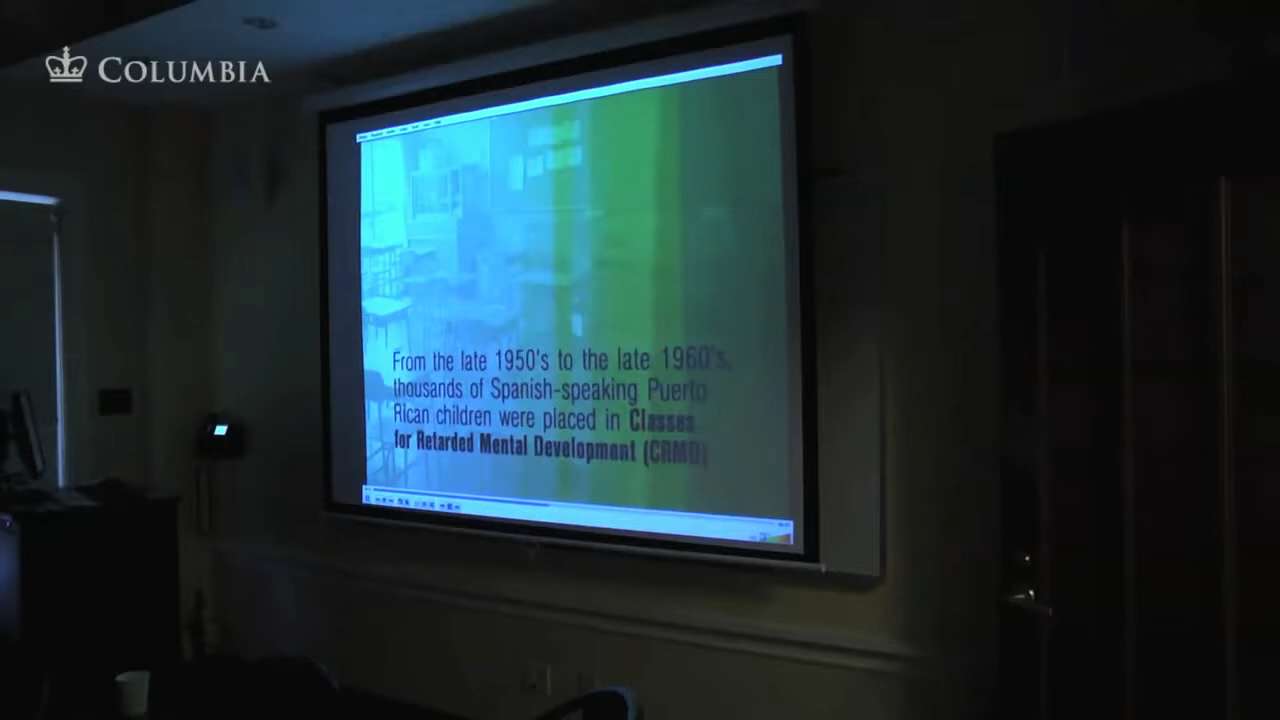 COLUMBIA
From the late 1950's to the late 1960's,
thousands of Spanish-speaking Puerto
Rican children were placed in Classes
for Retarded Mental Development (CRMD)